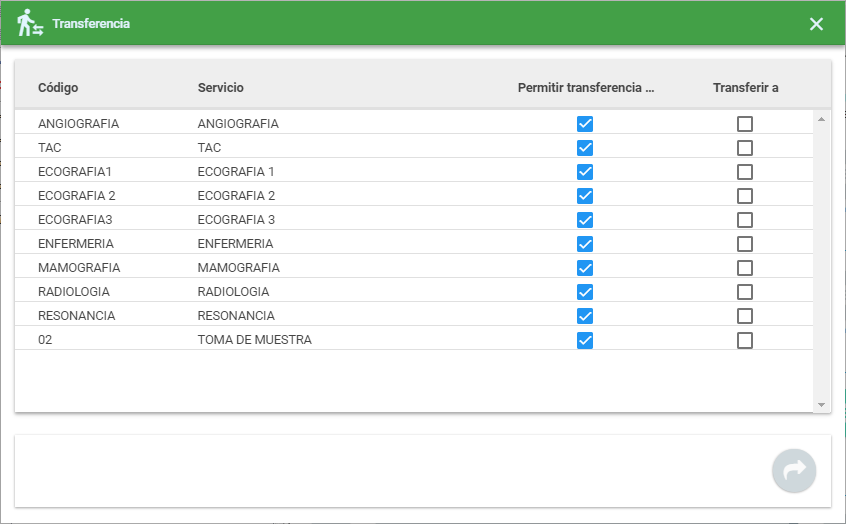 Transferencia
Código Servicio Permitir transferencia ... Transferir a
ANGIOGRAFIA ANGIOGRAFIA
TAC TAC
ECOGRAFIA1 ECOGRAFIA 1
ECOGRAFIA 2 ECOGRAFIA 2
ECOGRAFIA3 ECOGRAFIA 3
ENFERMERIA ENFERMERIA
MAMOGRAFIA MAMOGRAFIA
RADIOLOGIA RADIOLOGIA
RESONANCIA RESONANCIA
02 TOMA DE MUESTRA